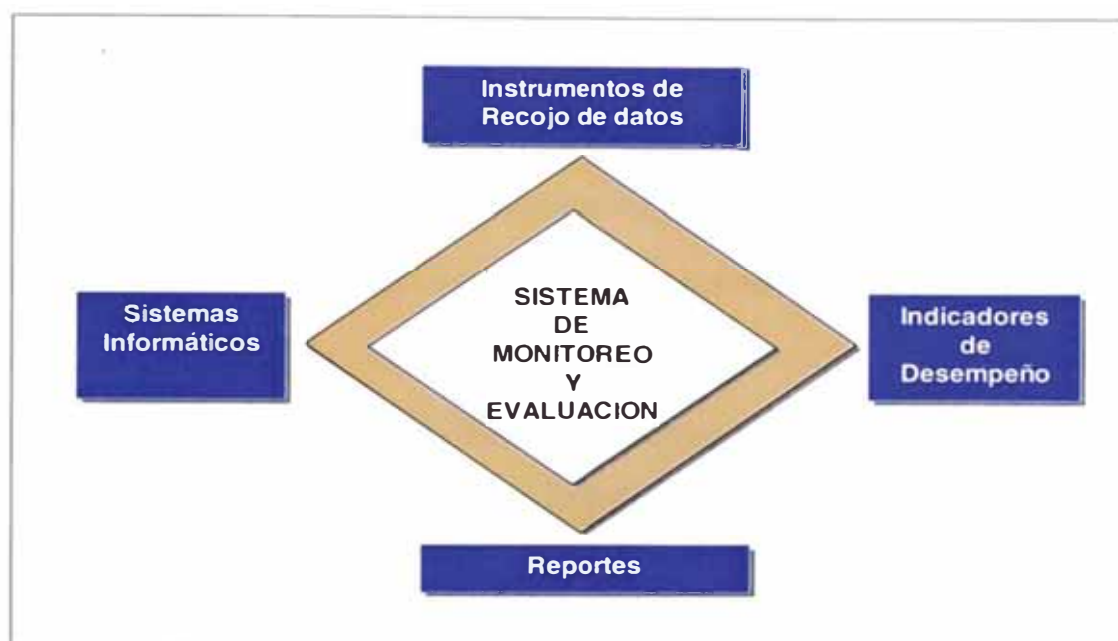 Instrumentos de
Recojo de datos
Sistemas
Informáticos
SISTEMA
DE
MONITOREO
Y
EVALUACION
Indicadores
de
Desempeño
Reportes